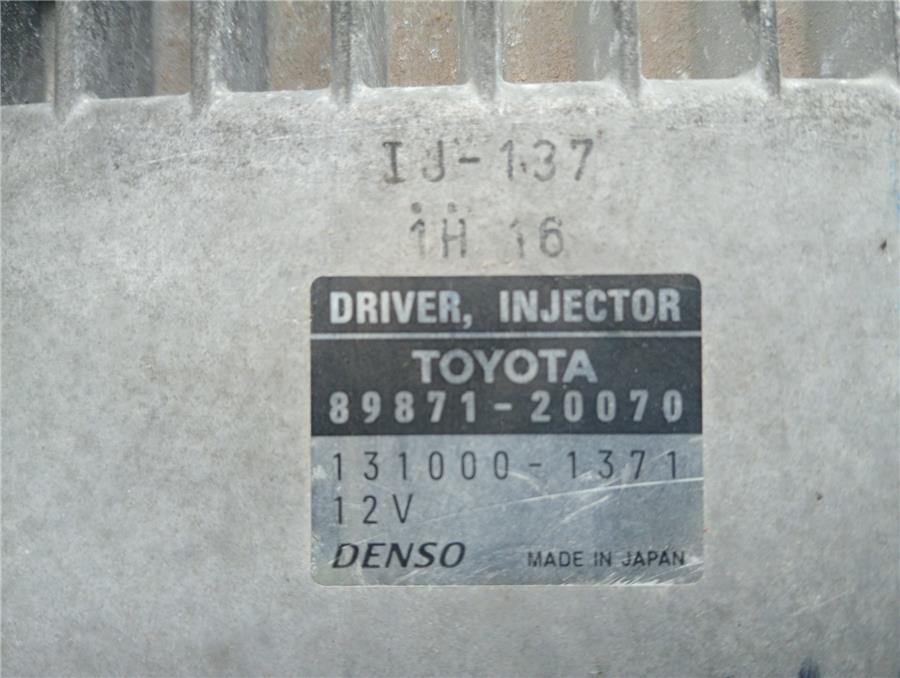 IJ-137
1H 16
DRIVER, INJECTOR
TOYOTA
89871-20070
131000-1371
12V
DENSO MADE IN JAPAN